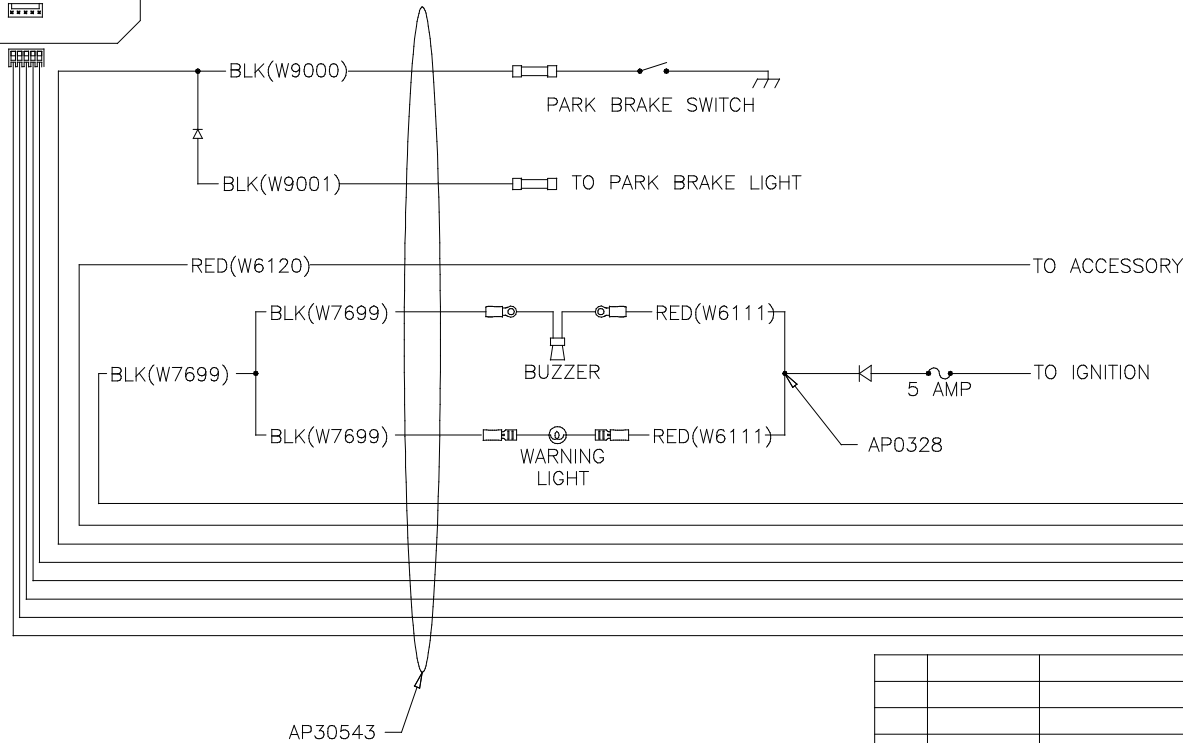 BLK(W9000)
PARK BRAKE SWITCH
BLK(W9001)
TO PARK BRAKE LIGHT
RED(W6120)
TO ACCESSORY
BLK(W7699)
RED(W6111)
BUZZER
BLK(W7699)
TO IGNITION
5 AMP
BLK(W7699)
RED(W6111)
AP0328
WARNING
LIGHT
AP30543